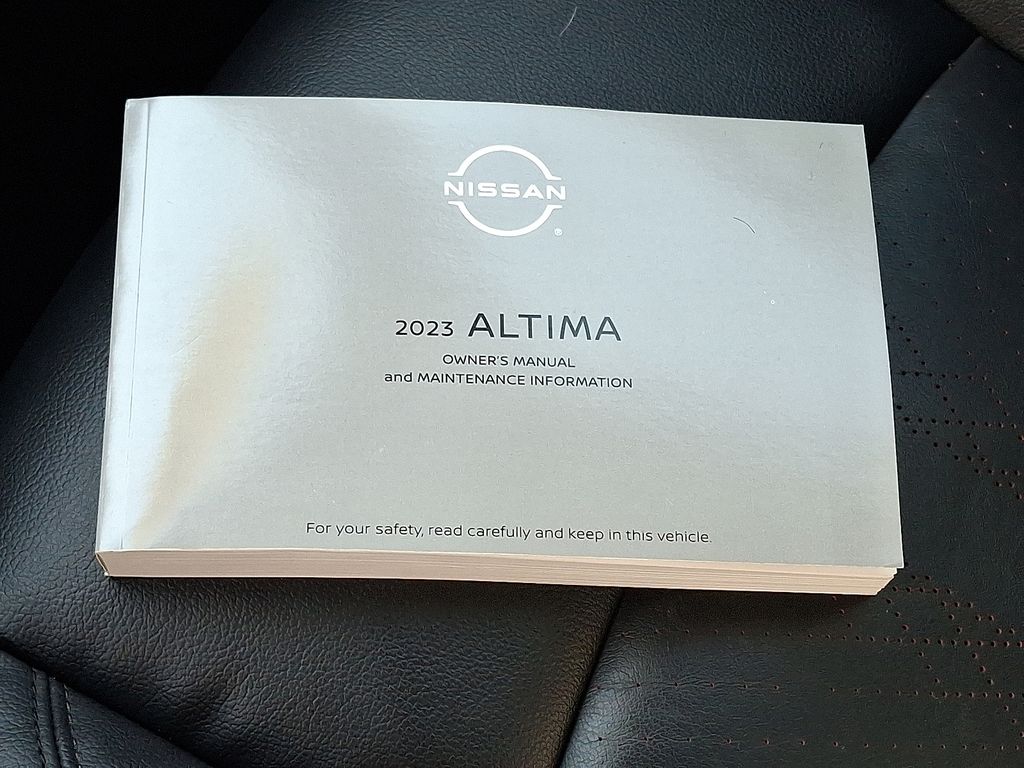 NISSAN
®
2023 ALTIMA
OWNER'S MANUAL
and MAINTENANCE INFORMATION
For your safety, read carefully and keep in this vehicle.